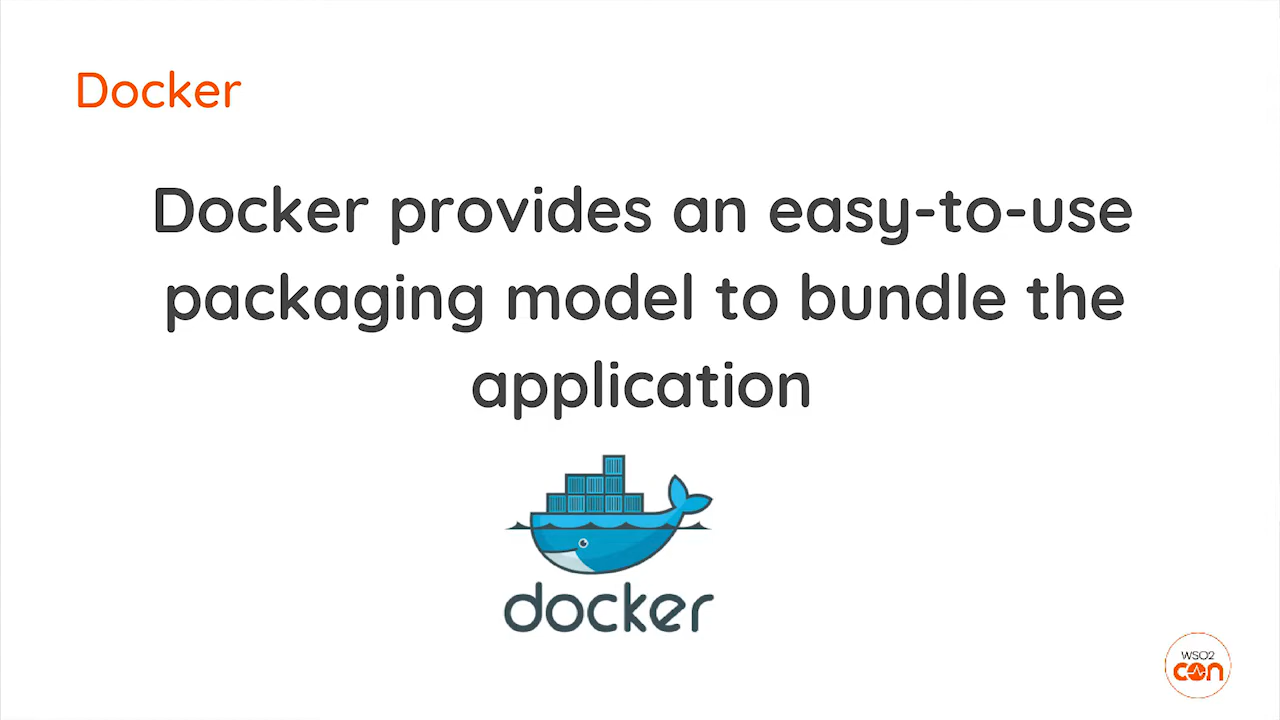 Docker
Docker provides an easy-to-use
packaging model to bundle the
application
docker
WSO2
con